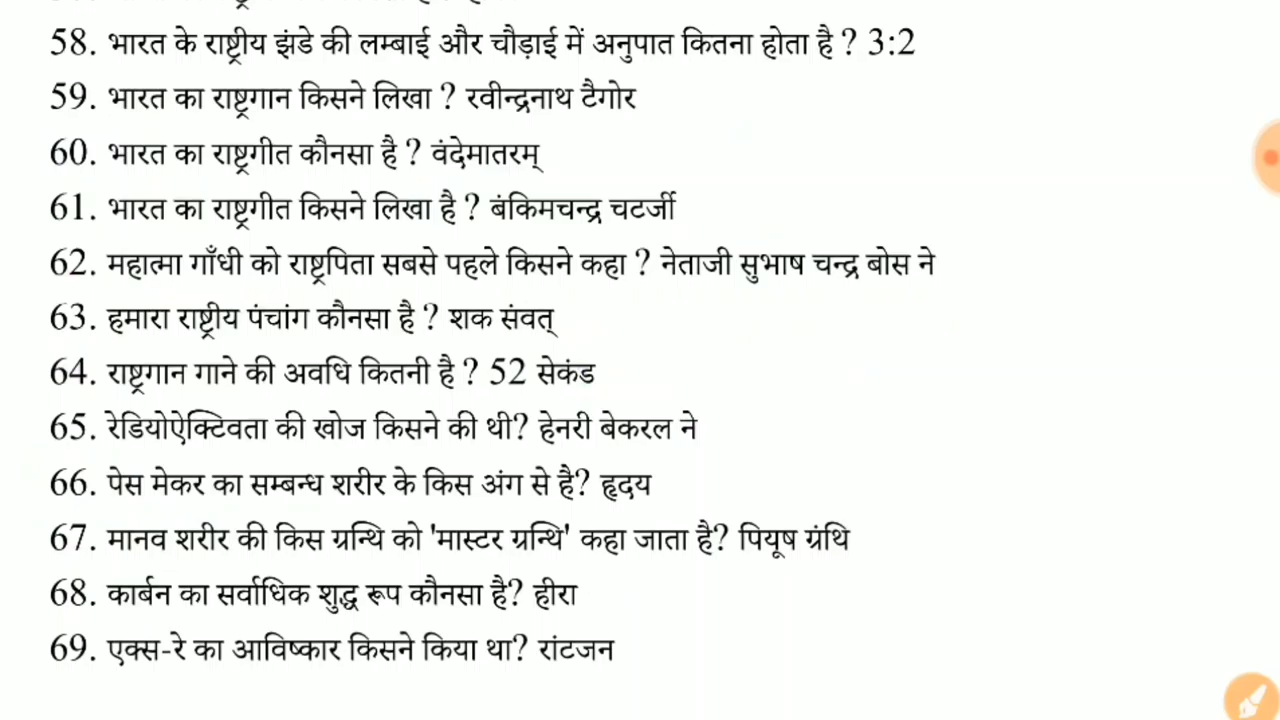 58. भारत के राष्ट्रीय झंडे की लम्बाई और चौड़ाई में अनुपात कितना होता है ? 3:2
59. भारत का राष्ट्रगान किसने लिखा ? रवीन्द्रनाथ टैगोर
60. भारत का राष्ट्रगीत कौनसा है ? वंदेमातरम्
61. भारत का राष्ट्रगीत किसने लिखा है ? बंकिमचन्द्र चटर्जी
62. महात्मा गाँधी को राष्ट्रपिता सबसे पहले किसने कहा ? नेताजी सुभाष चन्द्र बोस ने
63. हमारा राष्ट्रीय पंचांग कौनसा है ? शक संवत्
64. राष्ट्रगान गाने की अवधि कितनी है ? 52 सेकंड
65. रेडियोऐक्टिवता की खोज किसने की थी? हेनरी बेकरल ने
66. पेस मेकर का सम्बन्ध शरीर के किस अंग से है? हृदय
67. मानव शरीर की किस ग्रन्थि को 'मास्टर ग्रन्थि' कहा जाता है? पियूष ग्रंथि
68. कार्बन का सर्वाधिक शुद्ध रूप कौनसा है? हीरा
69. एक्स-रे का आविष्कार किसने किया था? रांटजन